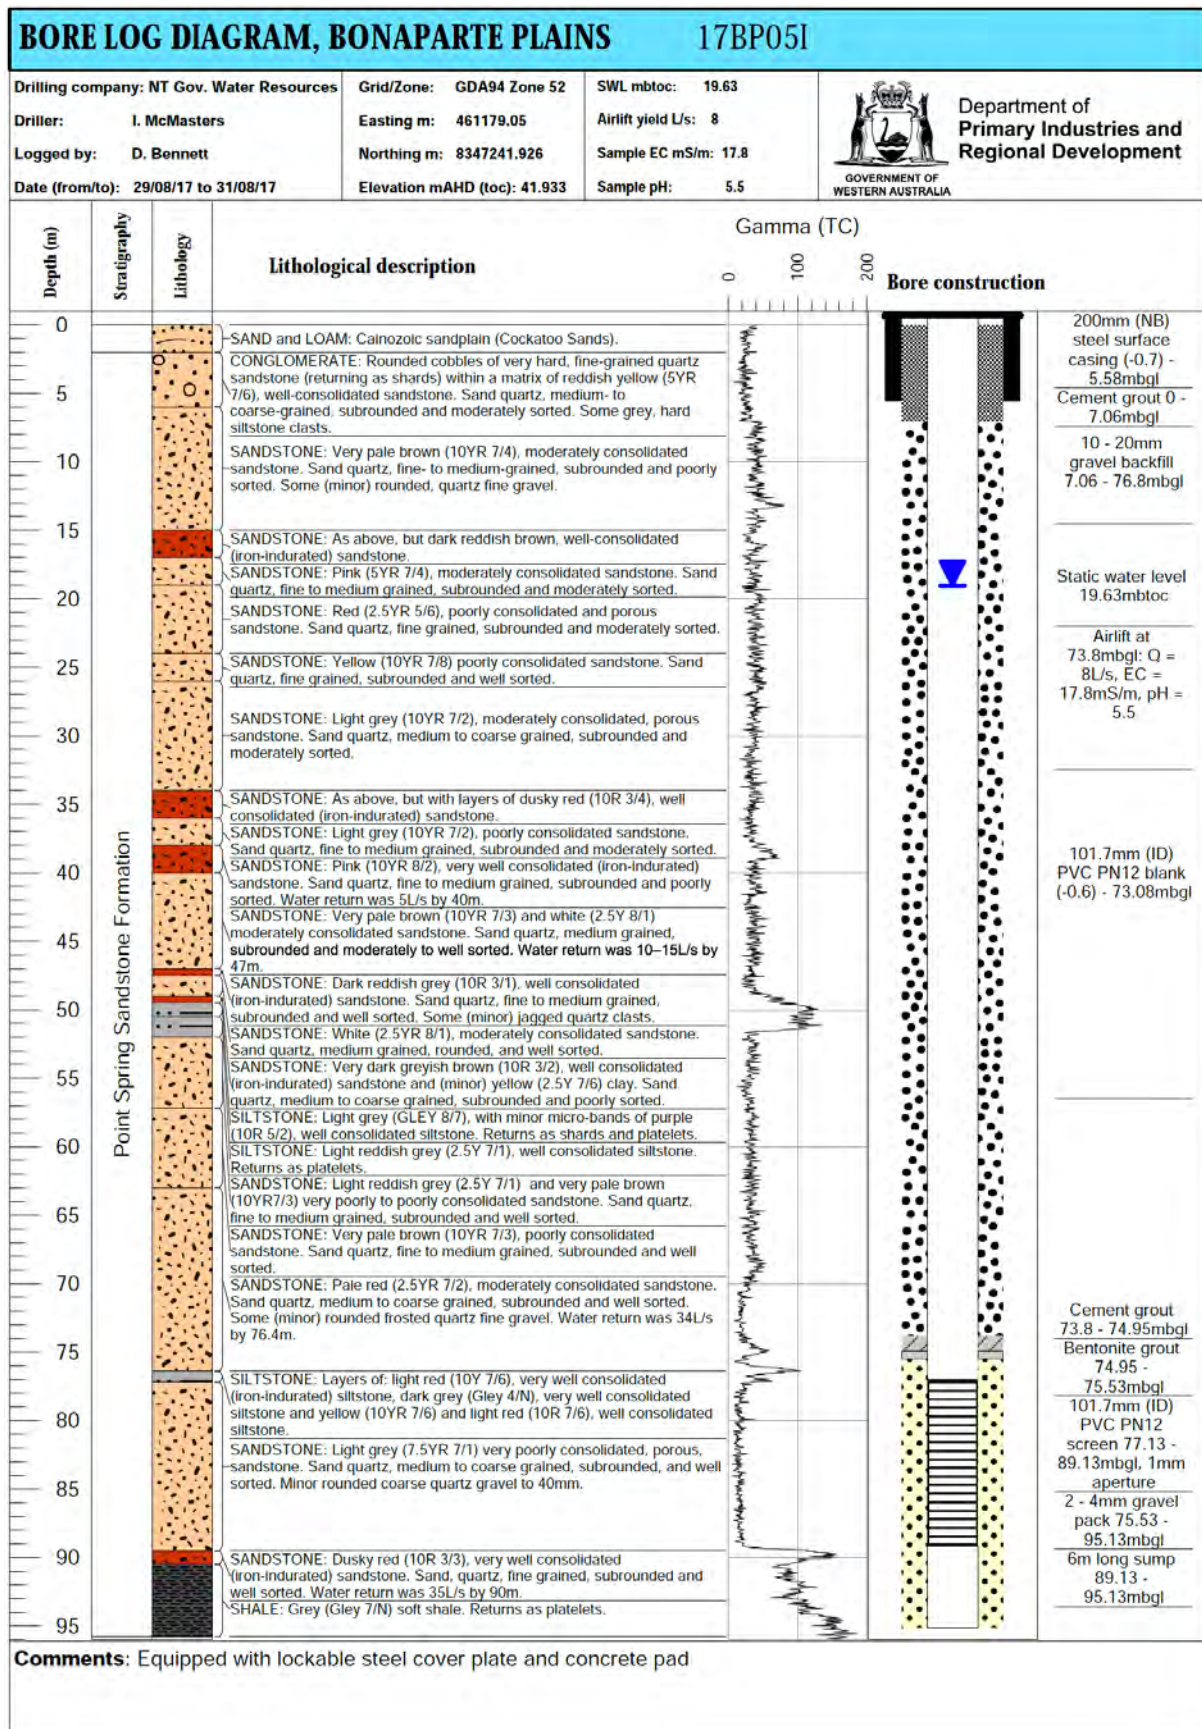 BORE LOG DIAGRAM, BONAPARTE PLAINS 17BP05I
Drilling company: NT Gov. Water Resources
Driller: I. McMasters
Logged by: D. Bennett
Date (from/to): 29/08/17 to 31/08/17
Grid/Zone: GDA94 Zone 52
Easting m: 461179.05
Northing m: 8347241.926
Elevation mAHD (toc): 41.933
SWL mbtoc: 19.63
Airlift yield L/s: 8
Sample EC mS/m: 17.8
Sample pH: 5.5
GOVERNMENT OF
WESTERN AUSTRALIA
Department of
Primary Industries and
Regional Development
Depth (m)
Stratigraphy
Lithology
Lithological description
Gamma (TC)
0
100
200
Bore construction
0
5
10
15
20
25
30
35
40
45
50
55
60
65
70
75
80
85
90
95
Point Spring Sandstone Formation
SAND and LOAM: Cainozoic sandplain (Cockatoo Sands).
CONGLOMERATE: Rounded cobbles of very hard, fine-grained quartz
sandstone (returning as shards) within a matrix of reddish yellow (5YR
7/6), well-consolidated sandstone. Sand quartz, medium- to
coarse-grained, subrounded and moderately sorted. Some grey, hard
siltstone clasts.
SANDSTONE: Very pale brown (10YR 7/4), moderately consolidated
sandstone. Sand quartz, fine- to medium-grained, subrounded and poorly
sorted. Some (minor) rounded, quartz fine gravel.
SANDSTONE: As above, but dark reddish brown, well-consolidated
(iron-indurated) sandstone.
SANDSTONE: Pink (5YR 7/4), moderately consolidated sandstone. Sand
quartz, fine to medium grained, subrounded and moderately sorted.
SANDSTONE: Red (2.5YR 5/6), poorly consolidated and porous
sandstone. Sand quartz, fine grained, subrounded and moderately sorted.
SANDSTONE: Yellow (10YR 7/8) poorly consolidated sandstone. Sand
quartz, fine grained, subrounded and well sorted.
SANDSTONE: Light grey (10YR 7/2), moderately consolidated, porous
sandstone. Sand quartz, medium to coarse grained, subrounded and
moderately sorted.
SANDSTONE: As above, but with layers of dusky red (10R 3/4), well
consolidated (iron-indurated) sandstone.
SANDSTONE: Light grey (10YR 7/2), poorly consolidated sandstone.
Sand quartz, fine to medium grained, subrounded and moderately sorted.
SANDSTONE: Pink (10YR 8/2), very well consolidated (iron-indurated)
sandstone. Sand quartz, fine to medium grained, subrounded and poorly
sorted. Water return was 5L/s by 40m.
SANDSTONE: Very pale brown (10YR 7/3) and white (2.5Y 8/1)
moderately consolidated sandstone. Sand quartz, medium grained,
subrounded and moderately to well sorted. Water return was 10–15L/s by
47m.
SANDSTONE: Dark reddish grey (10R 3/1), well consolidated
(iron-indurated) sandstone. Sand quartz, fine to medium grained,
subrounded and well sorted. Some (minor) jagged quartz clasts.
SANDSTONE: White (2.5YR 8/1), moderately consolidated sandstone.
Sand quartz, medium grained, rounded, and well sorted.
SANDSTONE: Very dark greyish brown (10R 3/2), well consolidated
(iron-indurated) sandstone and (minor) yellow (2.5Y 7/6) clay. Sand
quartz, medium to coarse grained, subrounded and poorly sorted.
SILTSTONE: Light grey (GLEY 8/7), with minor micro-bands of purple
(10R 5/2), well consolidated siltstone. Returns as shards and platelets.
SILTSTONE: Light reddish grey (2.5Y 7/1), well consolidated siltstone.
Returns as platelets.
SANDSTONE: Light reddish grey (2.5Y 7/1) and very pale brown
(10YR7/3) very poorly to poorly consolidated sandstone. Sand quartz,
fine to medium grained, subrounded and well sorted.
SANDSTONE: Very pale brown (10YR 7/3), poorly consolidated
sandstone. Sand quartz, fine to medium grained, subrounded and well
sorted.
SANDSTONE: Pale red (2.5YR 7/2), moderately consolidated sandstone.
Sand quartz, medium to coarse grained, subrounded and well sorted.
Some (minor) rounded frosted quartz fine gravel. Water return was 34L/s
by 76.4m.
SILTSTONE: Layers of: light red (10Y 7/6), very well consolidated
(iron-indurated) siltstone, dark grey (Gley 4/N), very well consolidated
siltstone and yellow (10YR 7/6) and light red (10R 7/6), well consolidated
siltstone.
SANDSTONE: Light grey (7.5YR 7/1) very poorly consolidated, porous,
sandstone. Sand quartz, medium to coarse grained, subrounded, and well
sorted. Minor rounded coarse quartz gravel to 40mm.
SANDSTONE: Dusky red (10R 3/3), very well consolidated
(iron-indurated) sandstone. Sand, quartz, fine grained, subrounded and
well sorted. Water return was 35L/s by 90m.
SHALE: Grey (Gley 7/N) soft shale. Returns as platelets.
200mm (NB)
steel surface
casing (-0.7) -
5.58mbgl
Cement grout 0 -
7.06mbgl
10 - 20mm
gravel backfill
7.06 - 76.8mbgl
Static water level
19.63mbtoc
Airlift at
73.8mbgl: Q =
8L/s, EC =
17.8mS/m, pH =
5.5
101.7mm (ID)
PVC PN12 blank
(-0.6) - 73.08mbgl
Cement grout
73.8 - 74.95mbgl
Bentonite grout
74.95 -
75.53mbgl
101.7mm (ID)
PVC PN12
screen 77.13 -
89.13mbgl, 1mm
aperture
2 - 4mm gravel
pack 75.53 -
95.13mbgl
6m long sump
89.13 -
95.13mbgl
Comments: Equipped with lockable steel cover plate and concrete pad